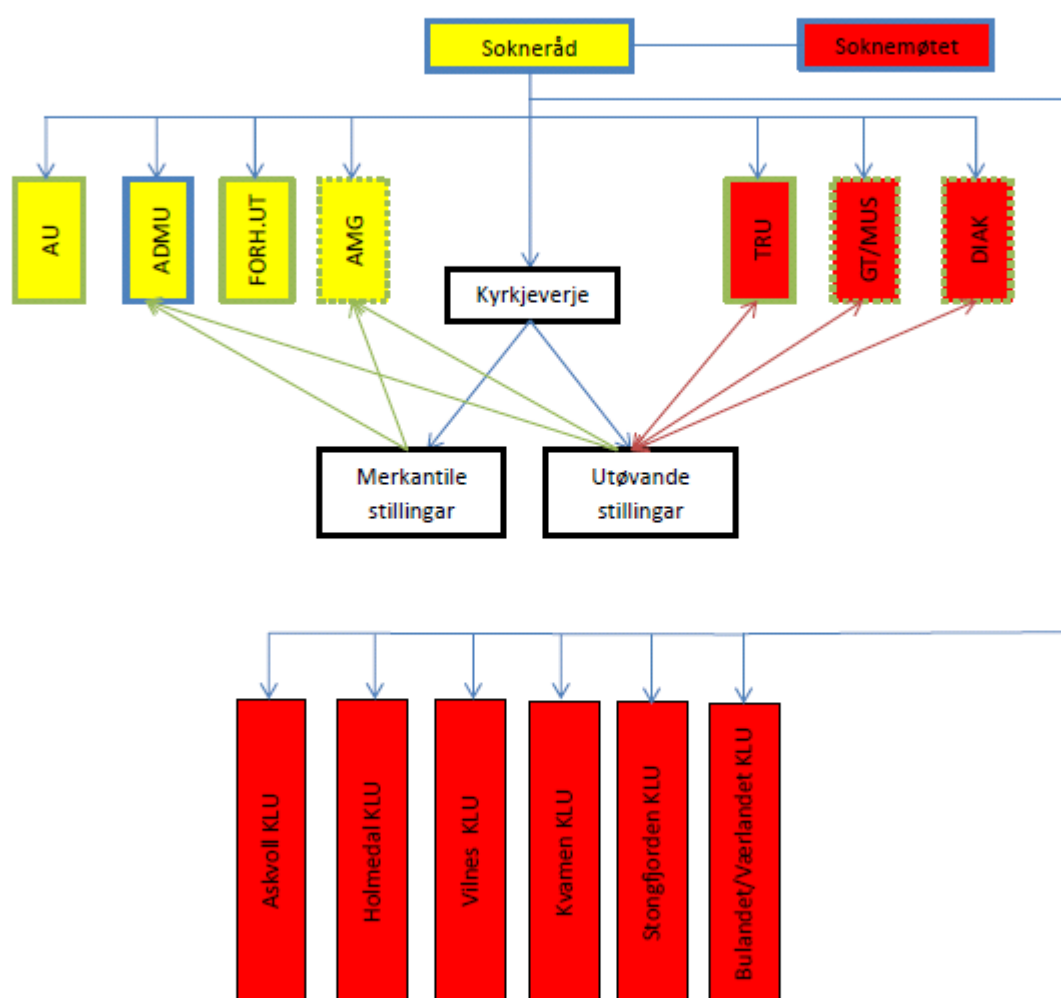 Sokneråd
Soknemøtet
AU
ADMU
FORH.UT
AMG
TRU
GT/MUS
DIAK
Kyrkjeverje
Merkantile
stillingar
Utøvande
stillingar
Askvoll KLU
Holmedal KLU
Vilnes KLU
Kvamen KLU
Stongfjorden KLU
Bulandet/Værlandet KLU